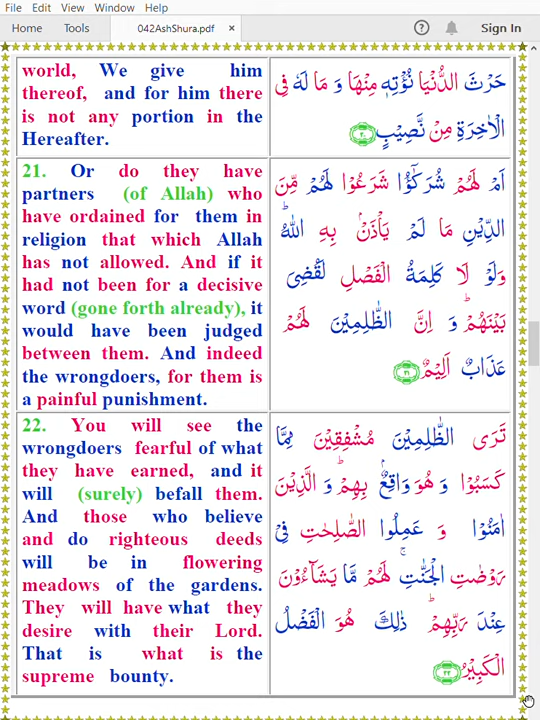 File Edit View Window Help
Home Tools 042AshShura.pdf × Sign In
world, We give him
thereof, and for him there
is not any portion in the
Hereafter.
حَرْثَ الدُّنْيَا نُؤْتِهٖ مِنْهَا وَ مَا لَهٗ فِی
الْاٰخِرَةِ مِنْ نَّصِيْبٍ ﴿۲۰﴾
21. Or do they have
partners (of Allah) who
have ordained for them in
religion that which Allah
has not allowed. And if it
had not been for a decisive
word (gone forth already), it
would have been judged
between them. And indeed
the wrongdoers, for them is
a painful punishment.
اَمْ لَهُمْ شُرَكٰٓؤُا شَرَعُوْا لَهُمْ مِّنَ
الدِّيْنِ مَا لَمْ يَاْذَنْۢ بِهِ اللّٰهُ ؕ
وَلَوْ لَا كَلِمَةُ الْفَصْلِ لَقُضِیَ
بَيْنَهُمْ ؕ وَ اِنَّ الظّٰلِمِيْنَ لَهُمْ
عَذَابٌ اَلِيْمٌ ﴿۲۱﴾
22. You will see the
wrongdoers fearful of what
they have earned, and it
will (surely) befall them.
And those who believe
and do righteous deeds
will be in flowering
meadows of the gardens.
They will have what they
desire with their Lord.
That is what is the
supreme bounty.
تَرَی الظّٰلِمِيْنَ مُشْفِقِيْنَ مِمَّا
كَسَبُوْا وَ هُوَ وَاقِعٌۢ بِهِمْ ؕ وَ الَّذِيْنَ
اٰمَنُوْا وَ عَمِلُوا الصّٰلِحٰتِ فِیْ
رَوْضٰتِ الْجَنّٰتِ ۚ لَهُمْ مَّا يَشَآءُوْنَ
عِنْدَ رَبِّهِمْ ؕ ذٰلِكَ هُوَ الْفَضْلُ
الْكَبِيْرُ ﴿۲۲﴾